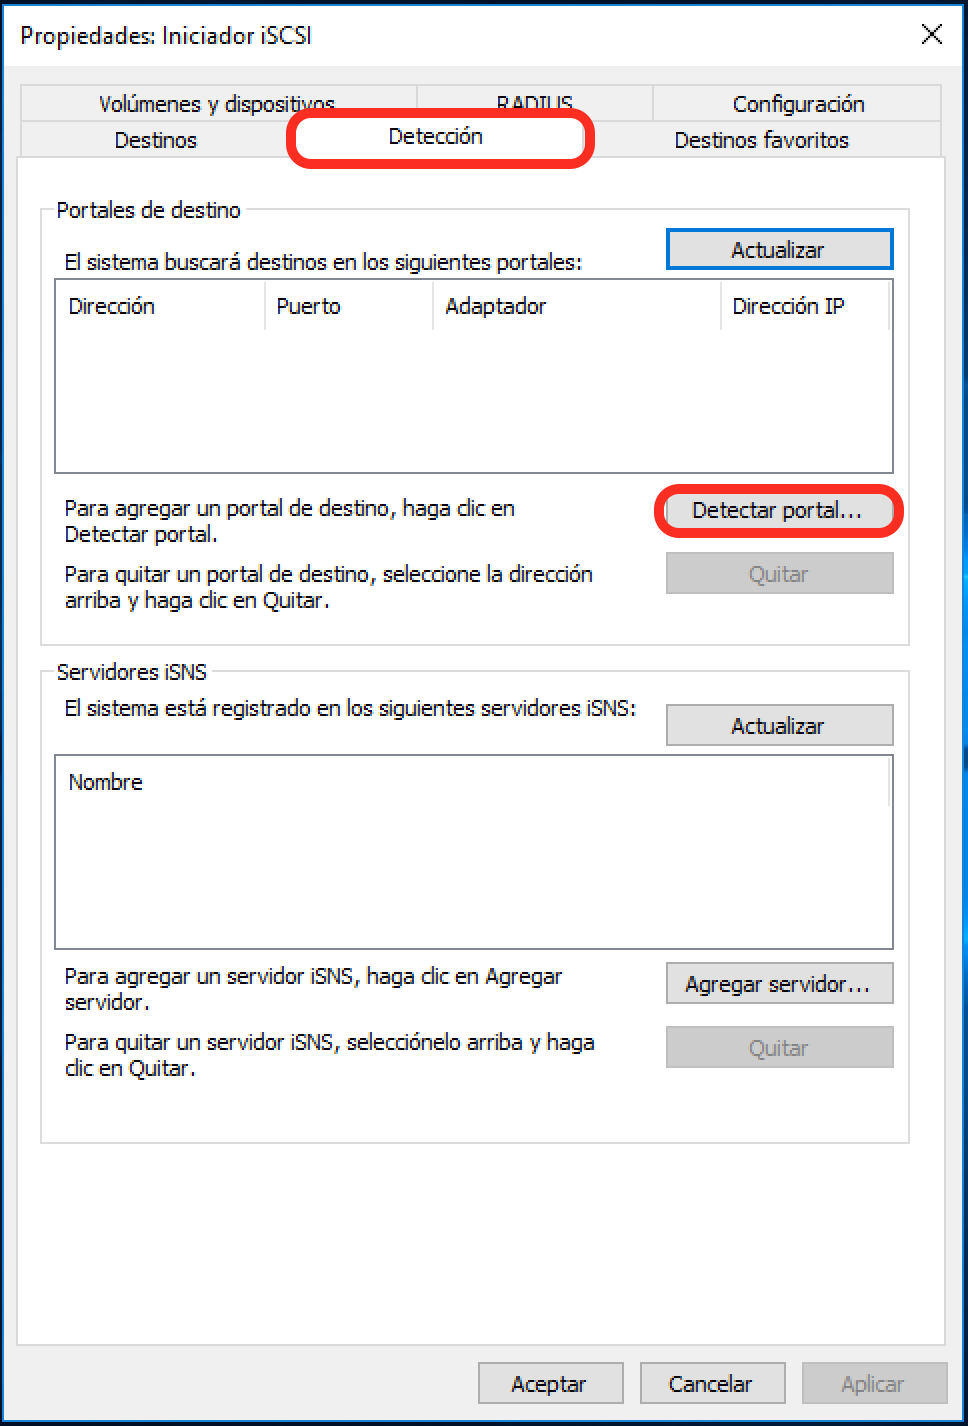 Propiedades: Iniciador iSCSI
Volúmenes y dispositivos RADIUS Configuración
Destinos Detección Destinos favoritos
Portales de destino
El sistema buscará destinos en los siguientes portales: Actualizar
Dirección Puerto Adaptador Dirección IP
Para agregar un portal de destino, haga clic en
Detectar portal.
Detectar portal...
Para quitar un portal de destino, seleccione la dirección
arriba y haga clic en Quitar.
Quitar
Servidores iSNS
El sistema está registrado en los siguientes servidores iSNS:
Actualizar
Nombre
Para agregar un servidor iSNS, haga clic en Agregar
servidor.
Agregar servidor...
Para quitar un servidor iSNS, selecciónelo arriba y haga
clic en Quitar.
Quitar
Aceptar Cancelar Aplicar